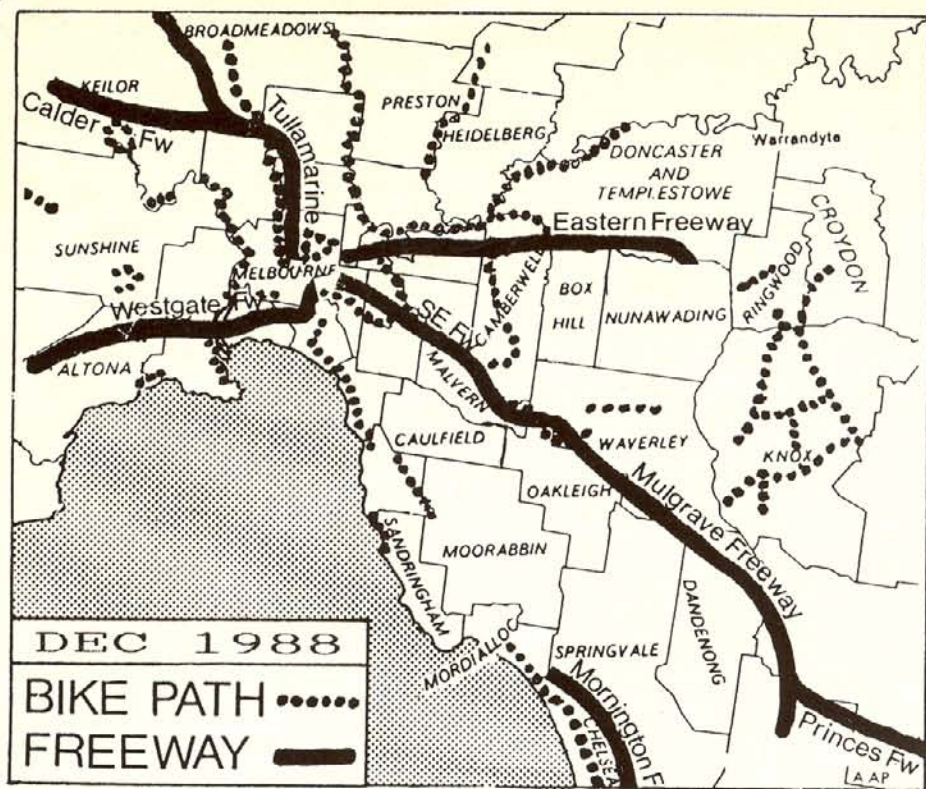 BROADMEADOWS
KEILOR
Calder Fw
Tullamarine
PRESTON
HEIDELBERG
DONCASTER
AND
TEMPLESTOWE
Warrandyte
CROYDON
RINGWOOD
Eastern Freeway
SUNSHINE
MELBOURNE
CAMBERWELL
BOX
HILL
NUNAWADING
Westgate Fw
SE Fw
ALTONA
MALVERN
CAULFIELD
WAVERLEY
KNOX
OAKLEIGH
Mulgrave Freeway
SANDRINGHAM
MOORABBIN
DANDENONG
MORDIALLOC
SPRINGVALE
Mornington F
CHELSEA
Princes Fw
DEC 1988
BIKE PATH
FREEWAY
A AP